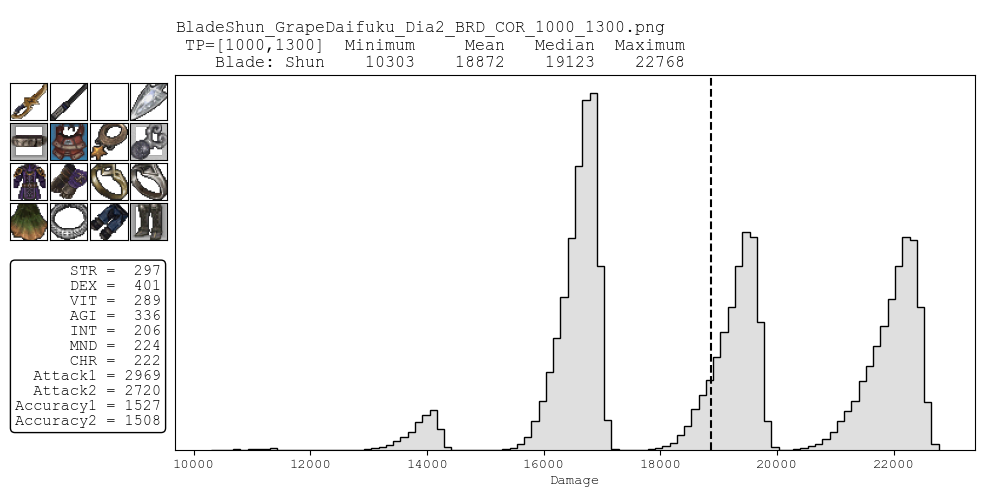 BladeShun_GrapeDaifuku_Dia2_BRD_COR_1000_1300.png
TP=[1000,1300] Minimum Mean Median Maximum
Blade: Shun 10303 18872 19123 22768
STR = 297
DEX = 401
VIT = 289
AGI = 336
INT = 206
MND = 224
CHR = 222
Attack1 = 2969
Attack2 = 2720
Accuracy1 = 1527
Accuracy2 = 1508
10000 12000 14000 16000 18000 20000 22000
Damage